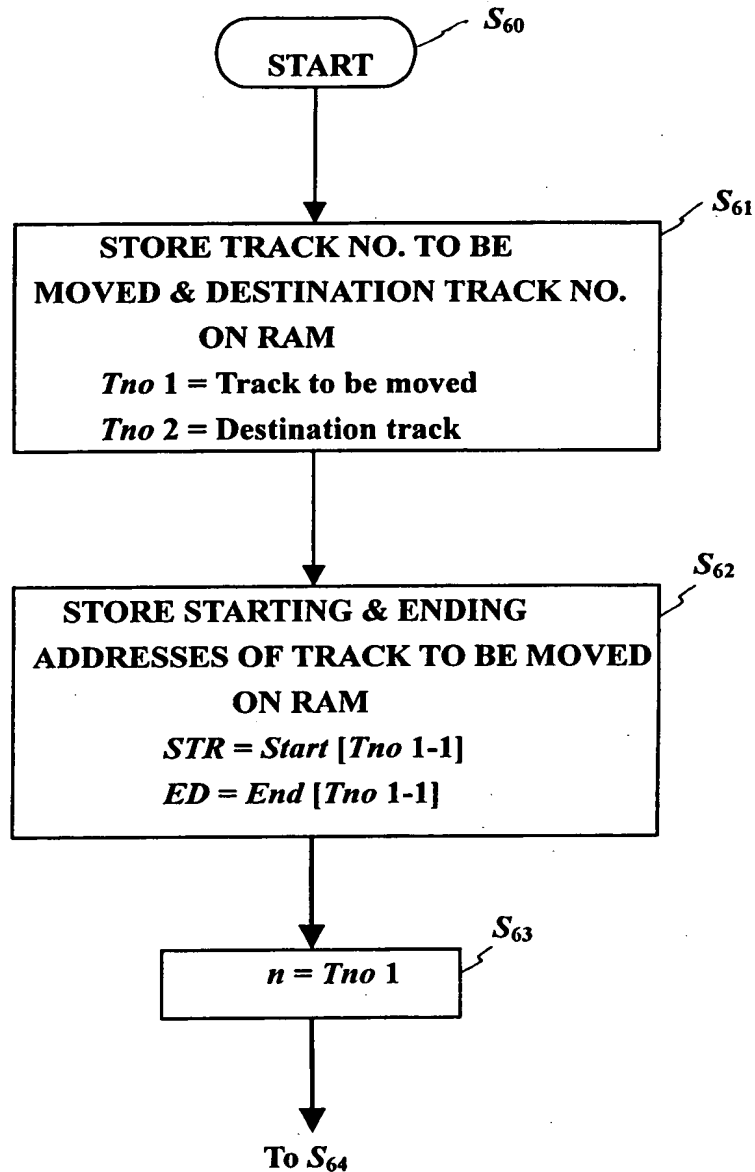 S60
START
S61
STORE TRACK NO. TO BE
MOVED & DESTINATION TRACK NO.
ON RAM
Tno 1 = Track to be moved
Tno 2 = Destination track
S62
STORE STARTING & ENDING
ADDRESSES OF TRACK TO BE MOVED
ON RAM
STR = Start [Tno 1-1]
ED = End [Tno 1-1]
S63
n = Tno 1
To S64